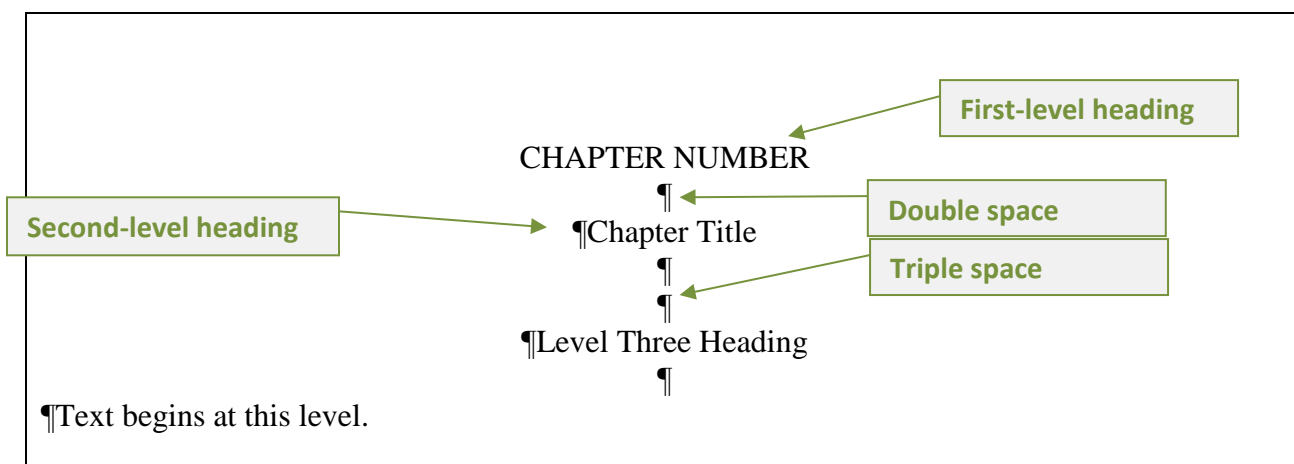 First-level heading
CHAPTER NUMBER
¶
Double space
Second-level heading
¶Chapter Title
¶
Triple space
¶
¶Level Three Heading
¶
¶Text begins at this level.